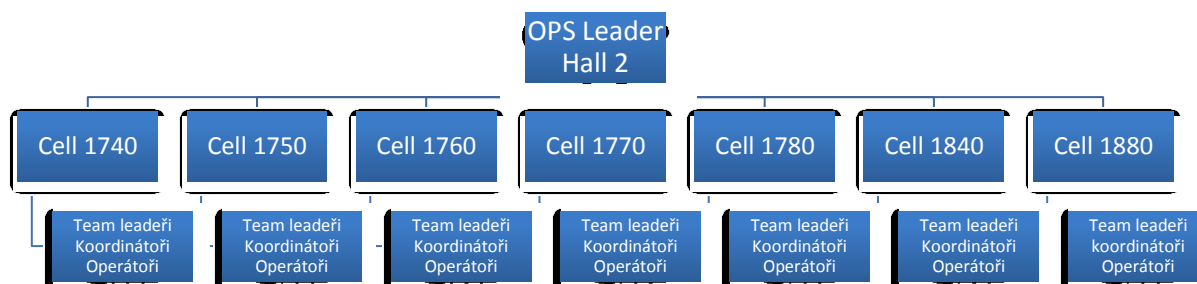 OPS Leader
Hall 2
Cell 1740
Cell 1750
Cell 1760
Cell 1770
Cell 1780
Cell 1840
Cell 1880
Team leadeři
Koordinátoři
Operátoři
Team leadeři
Koordinátoři
Operátoři
Team leadeři
Koordinátoři
Operátoři
Team leadeři
Koordinátoři
Operátoři
Team leadeři
Koordinátoři
Operátoři
Team leadeři
Koordinátoři
Operátoři
Team leadeři
koordinátoři
Operátoři